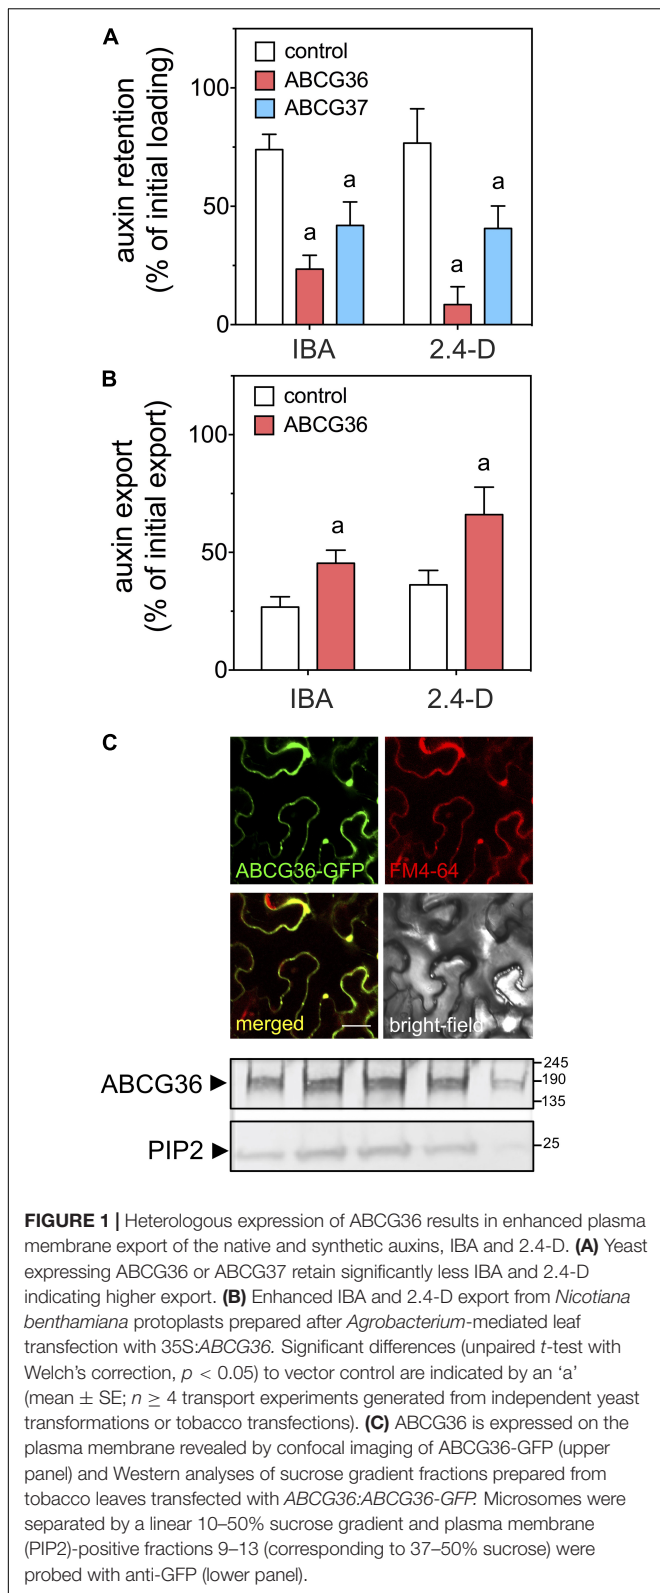 A
auxin retention
(% of initial loading)
100
50
0
control
ABCG36
ABCG37
a
a
a
a
IBA
2.4-D
B
auxin export
(% of initial export)
100
50
0
control
ABCG36
a
a
IBA
2.4-D
C
ABCG36-GFP
FM4-64
merged
bright-field
ABCG36
245
190
135
PIP2
25
FIGURE 1 | Heterologous expression of ABCG36 results in enhanced plasma
membrane export of the native and synthetic auxins, IBA and 2.4-D. (A) Yeast
expressing ABCG36 or ABCG37 retain significantly less IBA and 2.4-D
indicating higher export. (B) Enhanced IBA and 2.4-D export from Nicotiana
benthamiana protoplasts prepared after Agrobacterium-mediated leaf
transfection with 35S:ABCG36. Significant differences (unpaired t-test with
Welch's correction, p < 0.05) to vector control are indicated by an 'a'
(mean ± SE; n ≥ 4 transport experiments generated from independent yeast
transformations or tobacco transfections). (C) ABCG36 is expressed on the
plasma membrane revealed by confocal imaging of ABCG36-GFP (upper
panel) and Western analyses of sucrose gradient fractions prepared from
tobacco leaves transfected with ABCG36:ABCG36-GFP. Microsomes were
separated by a linear 10–50% sucrose gradient and plasma membrane
(PIP2)-positive fractions 9–13 (corresponding to 37–50% sucrose) were
probed with anti-GFP (lower panel).